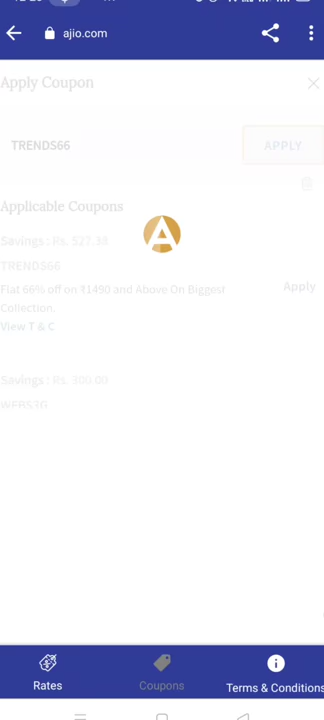 ajio.com
Apply Coupon
TRENDS66
APPLY
Applicable Coupons
Savings : Rs. 527.38
TRENDS66
Flat 66% off on ₹1490 and Above On Biggest
Collection.
Apply
View T & C
Savings : Rs. 300.00
Rates
Coupons
Terms & Conditions